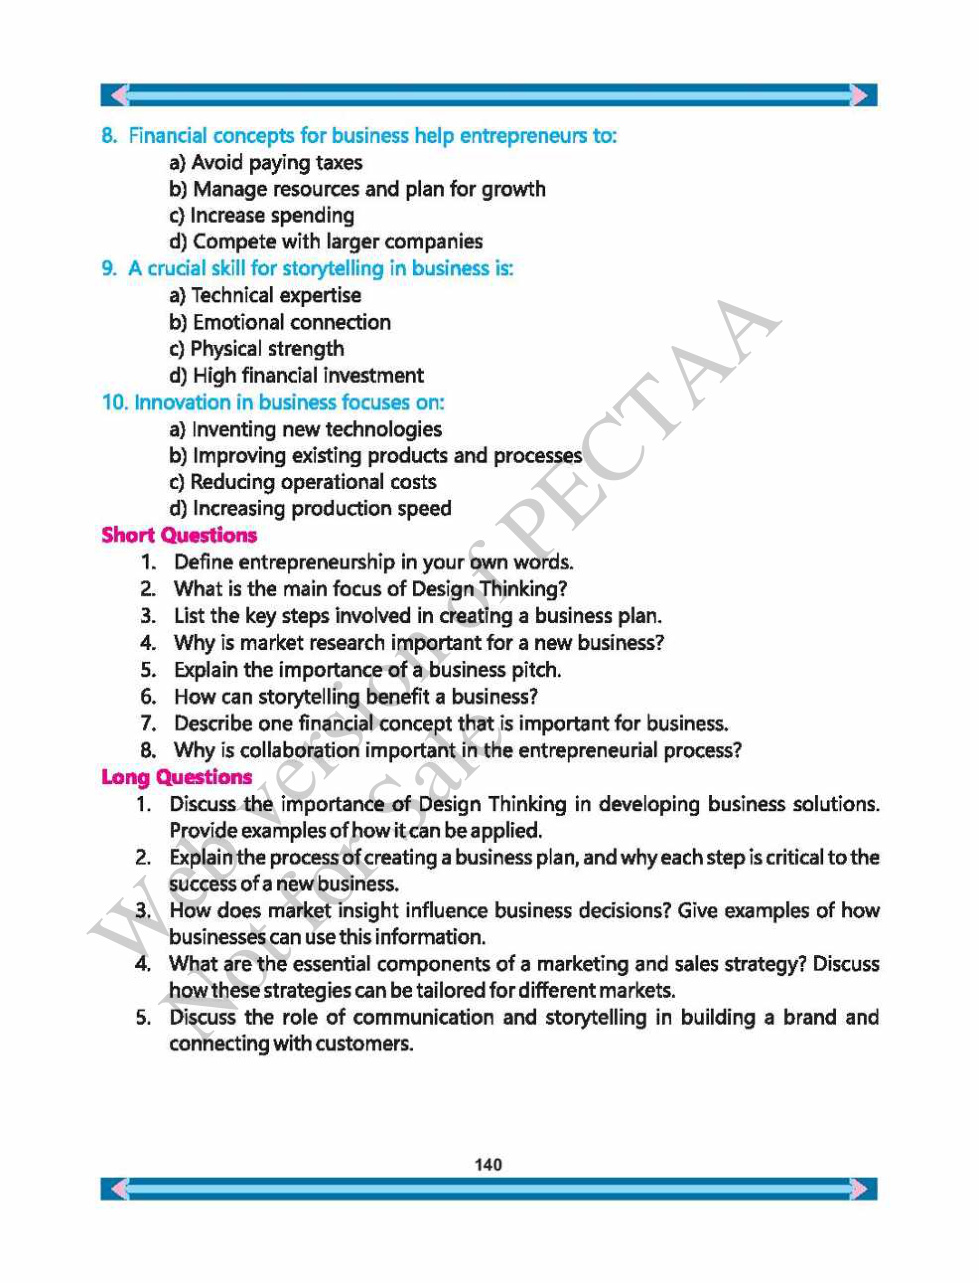 8. Financial concepts for business help entrepreneurs to:
a) Avoid paying taxes
b) Manage resources and plan for growth
c) Increase spending
d) Compete with larger companies
9. A crucial skill for storytelling in business is:
a) Technical expertise
b) Emotional connection
c) Physical strength
d) High financial investment
10. Innovation in business focuses on:
a) Inventing new technologies
b) Improving existing products and processes
c) Reducing operational costs
d) Increasing production speed
Short Questions
1. Define entrepreneurship in your own words.
2. What is the main focus of Design Thinking?
3. List the key steps involved in creating a business plan.
4. Why is market research important for a new business?
5. Explain the importance of a business pitch.
6. How can storytelling benefit a business?
7. Describe one financial concept that is important for business.
8. Why is collaboration important in the entrepreneurial process?
Long Questions
1. Discuss the importance of Design Thinking in developing business solutions.
Provide examples of how it can be applied.
2. Explain the process of creating a business plan, and why each step is critical to the
success of a new business.
3. How does market insight influence business decisions? Give examples of how
businesses can use this information.
4. What are the essential components of a marketing and sales strategy? Discuss
how these strategies can be tailored for different markets.
5. Discuss the role of communication and storytelling in building a brand and
connecting with customers.
140
Web version of PECTAA
Not for Sale